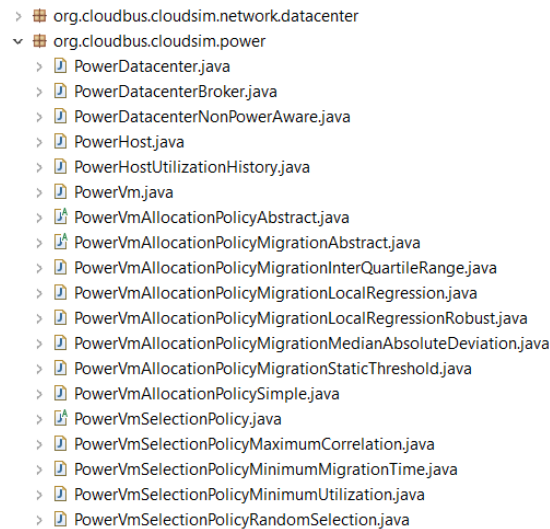 org.cloudbus.cloudsim.network.datacenter
org.cloudbus.cloudsim.power
PowerDatacenter.java
PowerDatacenterBroker.java
PowerDatacenterNonPowerAware.java
PowerHost.java
PowerHostUtilizationHistory.java
PowerVm.java
PowerVmAllocationPolicyAbstract.java
PowerVmAllocationPolicyMigrationAbstract.java
PowerVmAllocationPolicyMigrationInterQuartileRange.java
PowerVmAllocationPolicyMigrationLocalRegression.java
PowerVmAllocationPolicyMigrationLocalRegressionRobust.java
PowerVmAllocationPolicyMigrationMedianAbsoluteDeviation.java
PowerVmAllocationPolicyMigrationStaticThreshold.java
PowerVmAllocationPolicySimple.java
PowerVmSelectionPolicy.java
PowerVmSelectionPolicyMaximumCorrelation.java
PowerVmSelectionPolicyMinimumMigrationTime.java
PowerVmSelectionPolicyMinimumUtilization.java
PowerVmSelectionPolicyRandomSelection.java